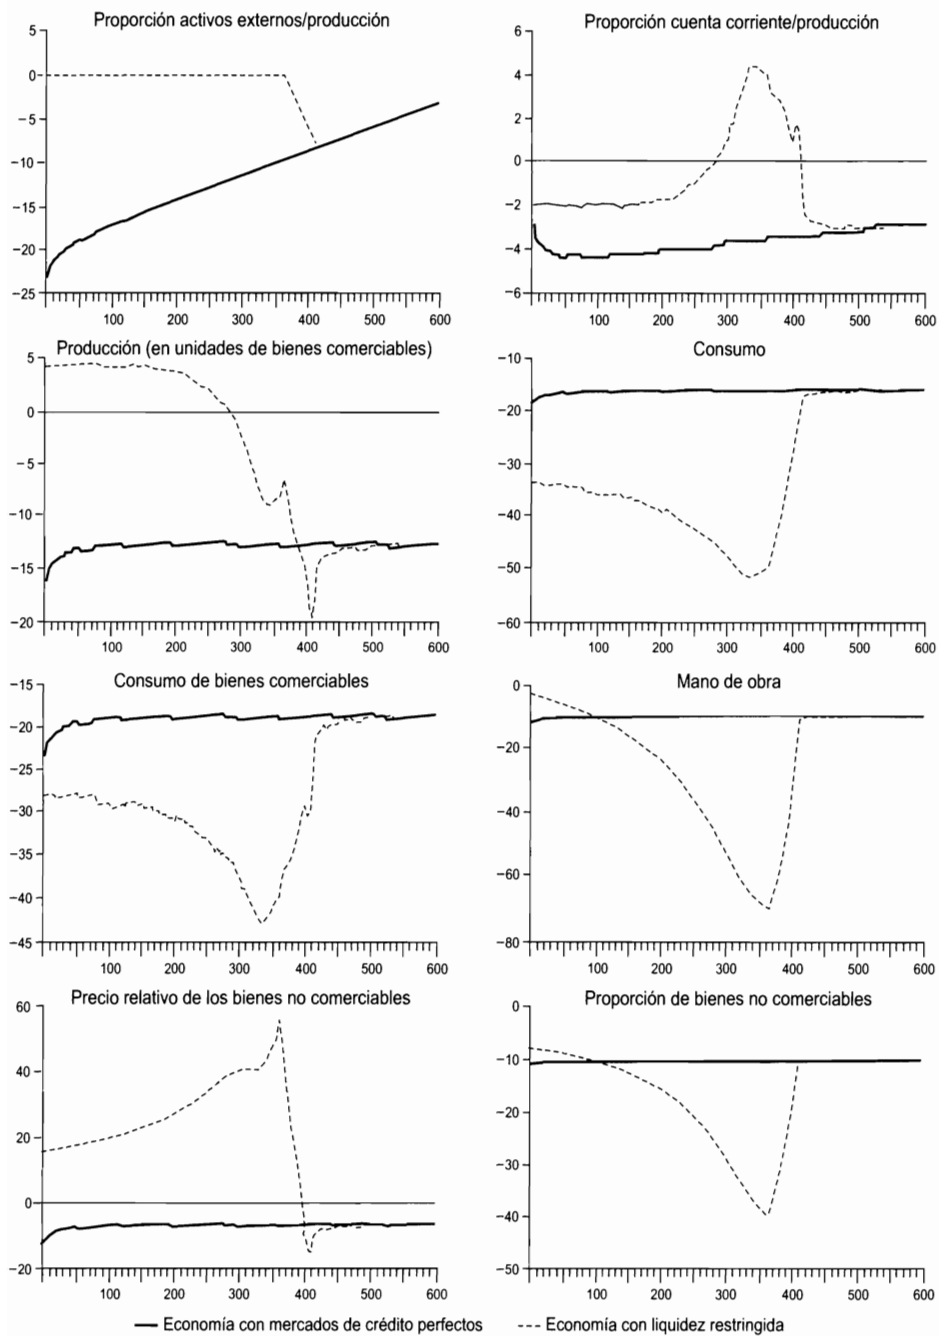 Proporción activos externos/producción
5
0
−5
−10
−15
−20
−25
100 200 300 400 500 600
Proporción cuenta corriente/producción
6
4
2
0
−2
−4
−6
100 200 300 400 500 600
Producción (en unidades de bienes comerciables)
5
0
−5
−10
−15
−20
100 200 300 400 500 600
Consumo
−10
−20
−30
−40
−50
−60
100 200 300 400 500 600
Consumo de bienes comerciables
−15
−20
−25
−30
−35
−40
−45
100 200 300 400 500 600
Mano de obra
0
−20
−40
−60
−80
100 200 300 400 500 600
Precio relativo de los bienes no comerciables
60
40
20
0
−20
100 200 300 400 500 600
Proporción de bienes no comerciables
0
−10
−20
−30
−40
−50
100 200 300 400 500 600
Economía con mercados de crédito perfectos
Economía con liquidez restringida